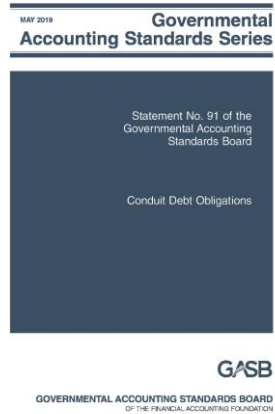 MAY 2019
Governmental
Accounting Standards Series
Statement No. 91 of the
Governmental Accounting
Standards Board
Conduit Debt Obligations
GASB
GOVERNMENTAL ACCOUNTING STANDARDS BOARD
OF THE FINANCIAL ACCOUNTING FOUNDATION